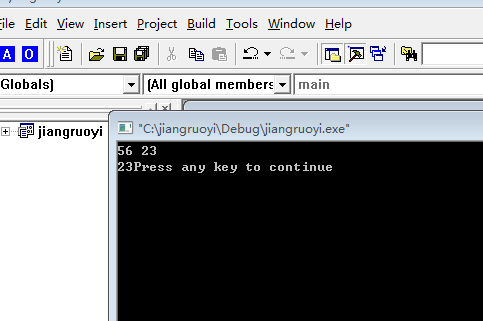 File Edit View Insert Project Build Tools Window Help
A O
Globals) (All global members main
jiangruoyi
"C:\jiangruoyi\Debug\jiangruoyi.exe"
56 23
23Press any key to continue